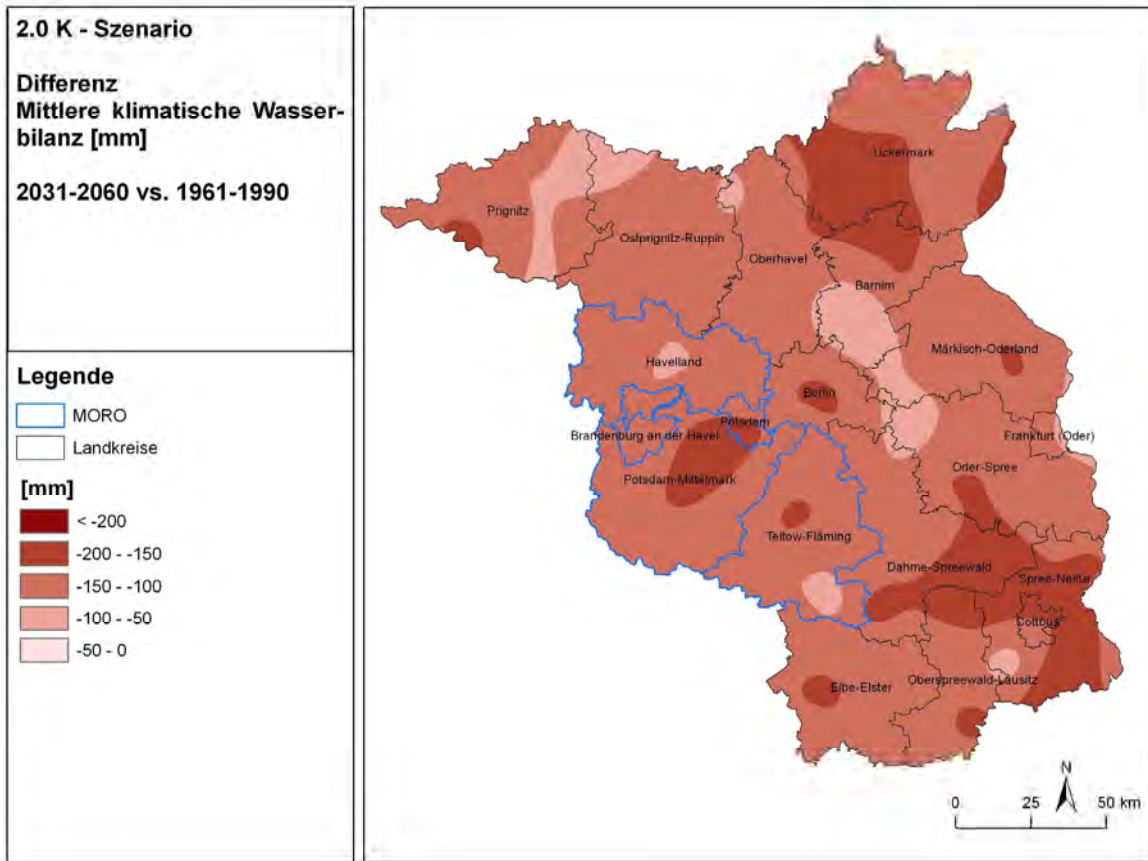 2.0 K - Szenario
Differenz
Mittlere klimatische Wasser-
bilanz [mm]
2031-2060 vs. 1961-1990
Legende
MORO
Landkreise
[mm]
< -200
-200 - -150
-150 - -100
-100 - -50
-50 - 0
Uckermark
Prignitz
Ostprignitz-Ruppin
Oberhavel
Barnim
Havelland
Märkisch-Oderland
Berlin
Potsdam
Brandenburg an der Havel
Frankfurt (Oder)
Oder-Spree
Potsdam-Mittelmark
Teltow-Fläming
Dahme-Spreewald
Spree-Neiße
Cottbus
Elbe-Elster
Oberspreewald-Lausitz
N
0 25 50 km